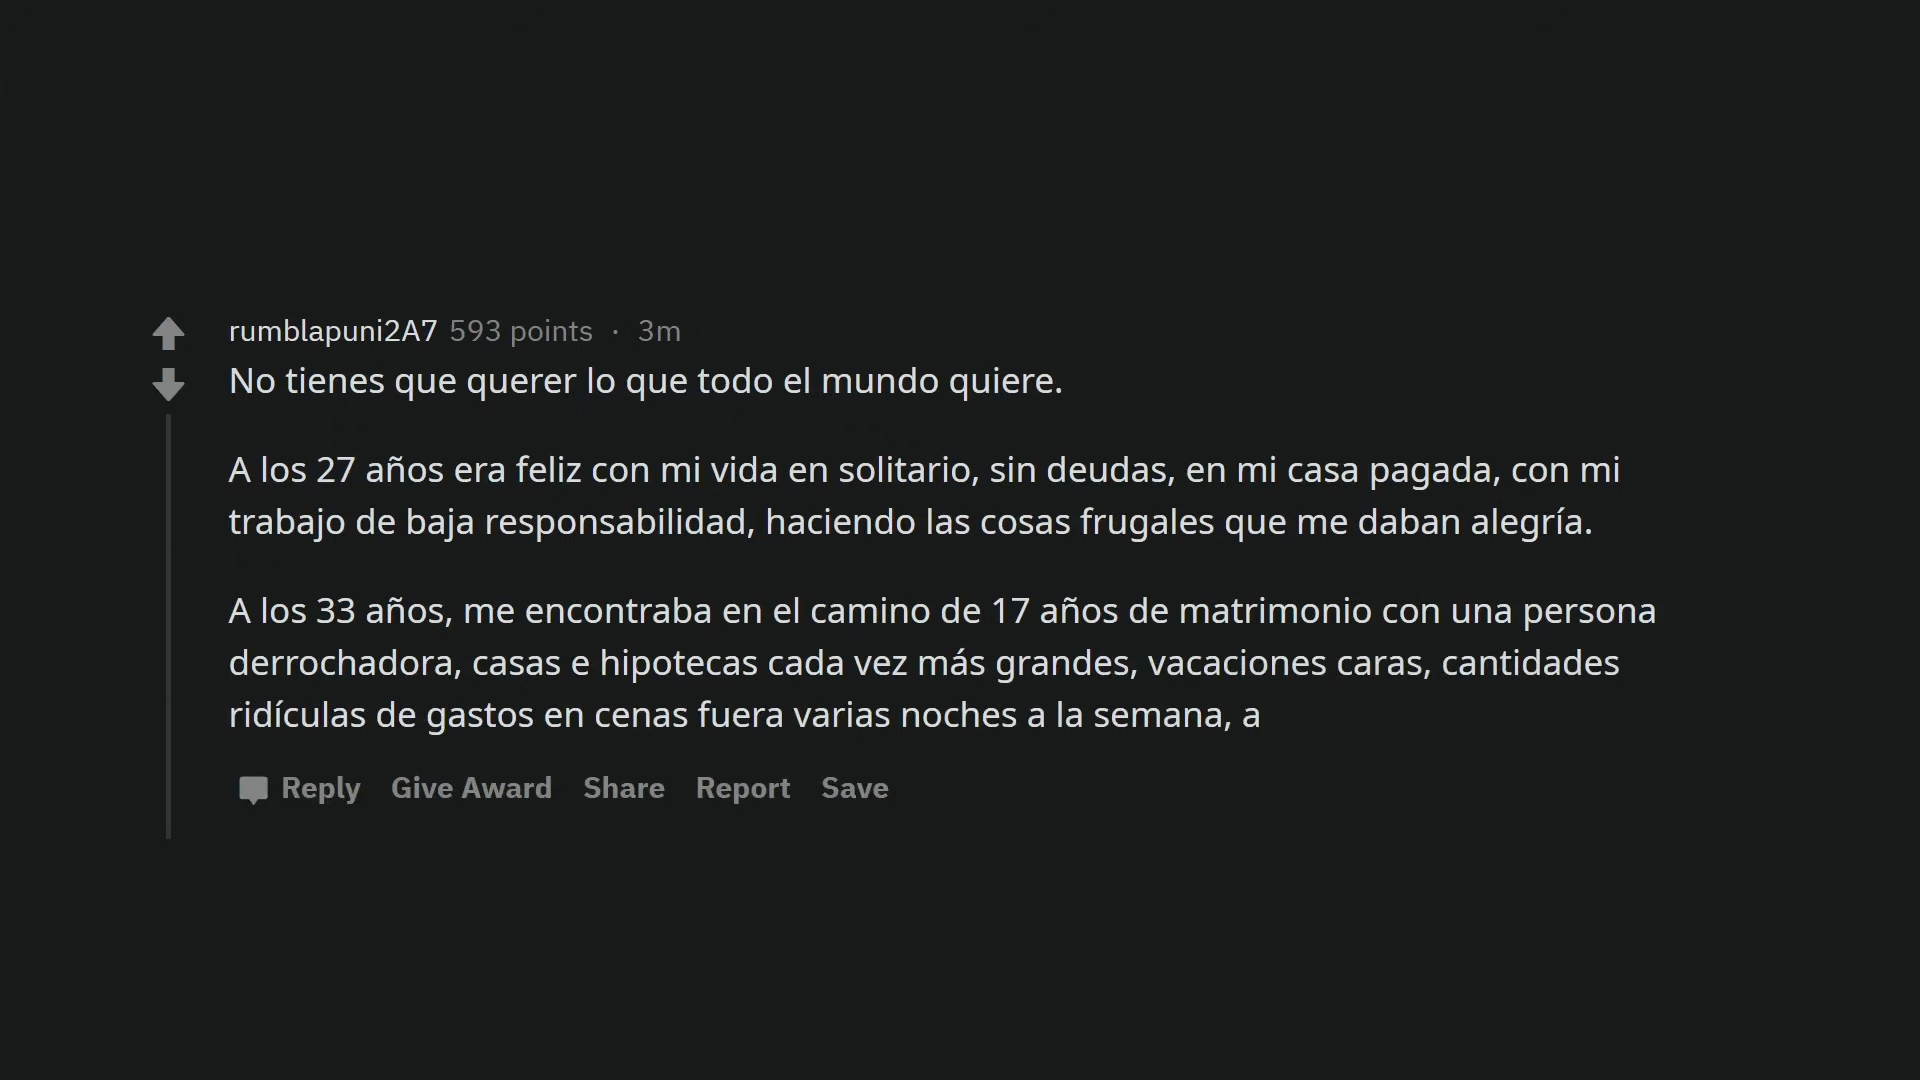 rumblapuni2A7 593 points · 3m
No tienes que querer lo que todo el mundo quiere.
A los 27 años era feliz con mi vida en solitario, sin deudas, en mi casa pagada, con mi
trabajo de baja responsabilidad, haciendo las cosas frugales que me daban alegría.
A los 33 años, me encontraba en el camino de 17 años de matrimonio con una persona
derrochadora, casas e hipotecas cada vez más grandes, vacaciones caras, cantidades
ridículas de gastos en cenas fuera varias noches a la semana, a
Reply Give Award Share Report Save